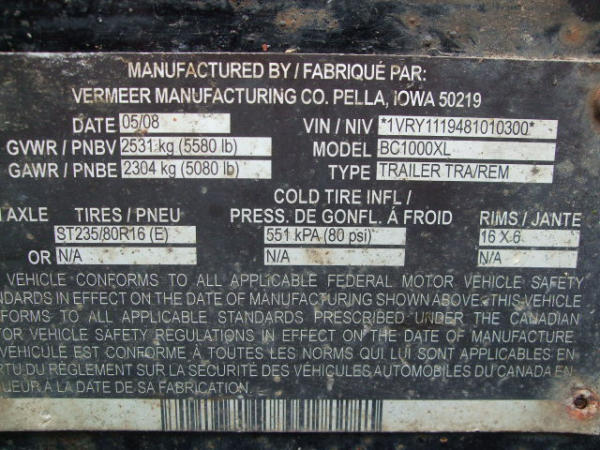 MANUFACTURED BY / FABRIQUÉ PAR:
VERMEER MANUFACTURING CO. PELLA, IOWA 50219
DATE 05/08 VIN / NIV *1VRY1119481010300*
GVWR / PNBV 2531 kg (5580 lb) MODEL BC1000XL
GAWR / PNBE 2304 kg (5080 lb) TYPE TRAILER TRA/REM
COLD TIRE INFL /
AXLE TIRES / PNEU PRESS. DE GONFL. Á FROID RIMS / JANTE
ST235/80R16 (E) 551 kPA (80 psi) 16 X 6
OR N/A N/A N/A
VEHICLE CONFORMS TO ALL APPLICABLE FEDERAL MOTOR VEHICLE SAFETY
NDARDS IN EFFECT ON THE DATE OF MANUFACTURING SHOWN ABOVE./THIS VEHICLE
FORMS TO ALL APPLICABLE STANDARDS PRESCRIBED UNDER THE CANADIAN
OR VEHICLE SAFETY REGULATIONS IN EFFECT ON THE DATE OF MANUFACTURE.
VÉHICULE EST CONFORME À TOUTES LES NORMS QUI LUI SONT APPLICABLES EN
RTU DU RÈGLEMENT SUR LA SÉCURITÉ DES VÉHICULES AUTOMOBILES DU CANADA EN
UEUR À LA DATE DE SA FABRICATION.